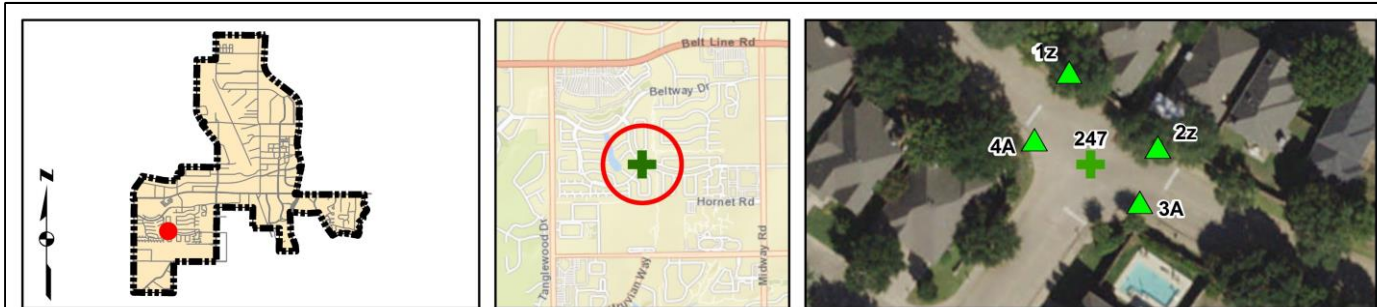 N
Belt Line Rd
Beltway Dr
Hornet Rd
Tanglewood Dr
Midway Rd
1z
247
2z
4A
3A